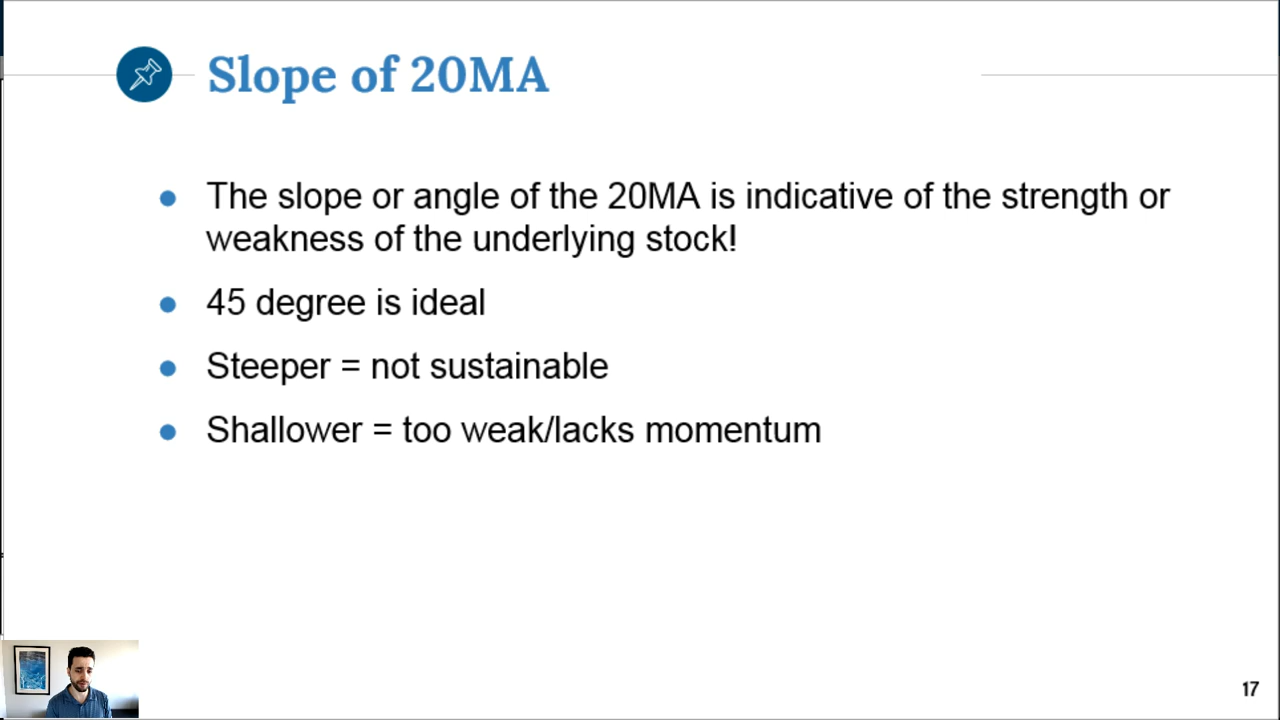 Slope of 20MA
The slope or angle of the 20MA is indicative of the strength or
weakness of the underlying stock!
45 degree is ideal
Steeper = not sustainable
Shallower = too weak/lacks momentum
17